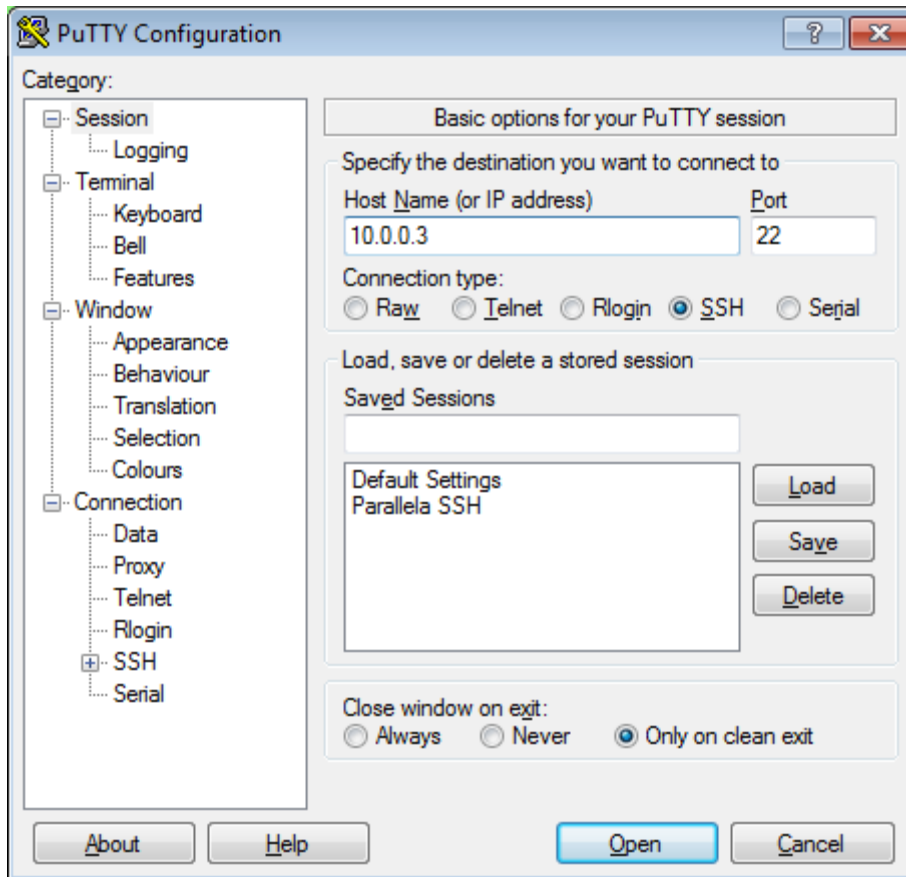 PuTTY Configuration
Category:
Session
Logging
Terminal
Keyboard
Bell
Features
Window
Appearance
Behaviour
Translation
Selection
Colours
Connection
Data
Proxy
Telnet
Rlogin
SSH
Serial
Basic options for your PuTTY session
Specify the destination you want to connect to
Host Name (or IP address) Port
10.0.0.3 22
Connection type:
Raw Telnet Rlogin SSH Serial
Load, save or delete a stored session
Saved Sessions
Default Settings
Parallela SSH
Load
Save
Delete
Close window on exit:
Always Never Only on clean exit
About Help Open Cancel